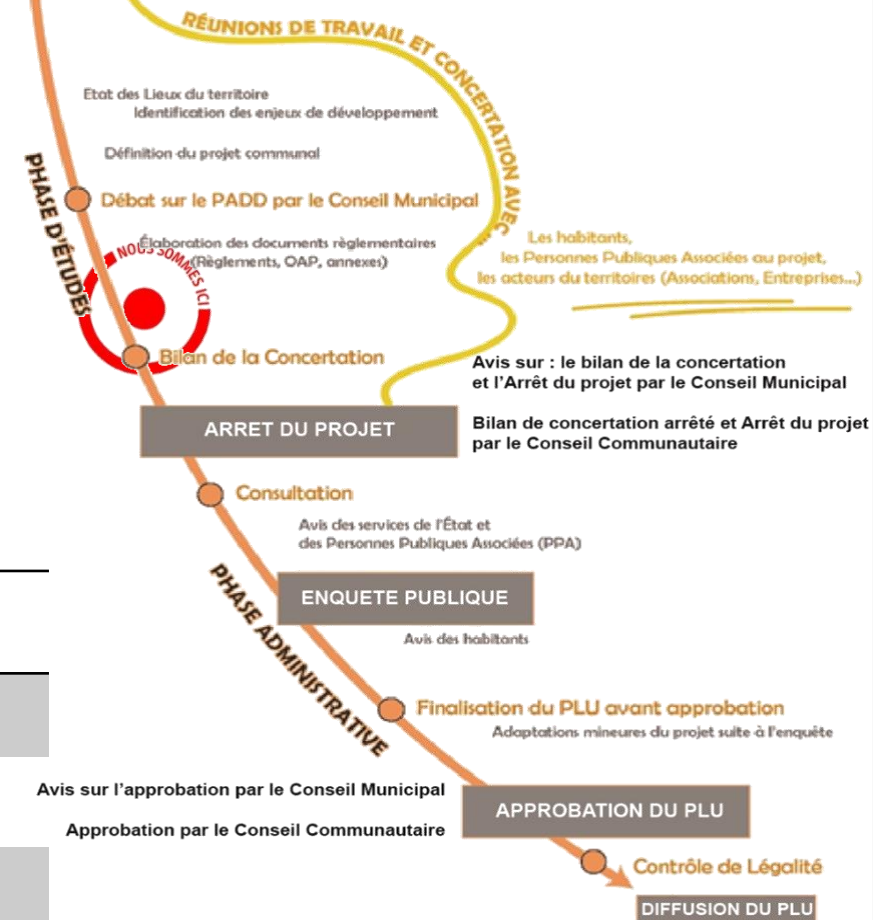 RÉUNIONS DE TRAVAIL ET CONCERTATION AVEC ...
Etat des Lieux du territoire
Identification des enjeux de développement
Définition du projet communal
PHASE D'ÉTUDES
Débat sur le PADD par le Conseil Municipal
Élaboration des documents règlementaires
(Règlements, OAP, annexes)
NOUS SOMMES ICI
Les habitants,
les Personnes Publiques Associées au projet,
les acteurs du territoires (Associations, Entreprises...)
Bilan de la Concertation
Avis sur : le bilan de la concertation
et l'Arrêt du projet par le Conseil Municipal
ARRET DU PROJET
Bilan de concertation arrêté et Arrêt du projet
par le Conseil Communautaire
Consultation
Avis des services de l'État et
des Personnes Publiques Associées (PPA)
PHASE ADMINISTRATIVE
ENQUETE PUBLIQUE
Avis des habitants
Finalisation du PLU avant approbation
Adaptations mineures du projet suite à l'enquête
Avis sur l'approbation par le Conseil Municipal
Approbation par le Conseil Communautaire
APPROBATION DU PLU
Contrôle de Légalité
DIFFUSION DU PLU